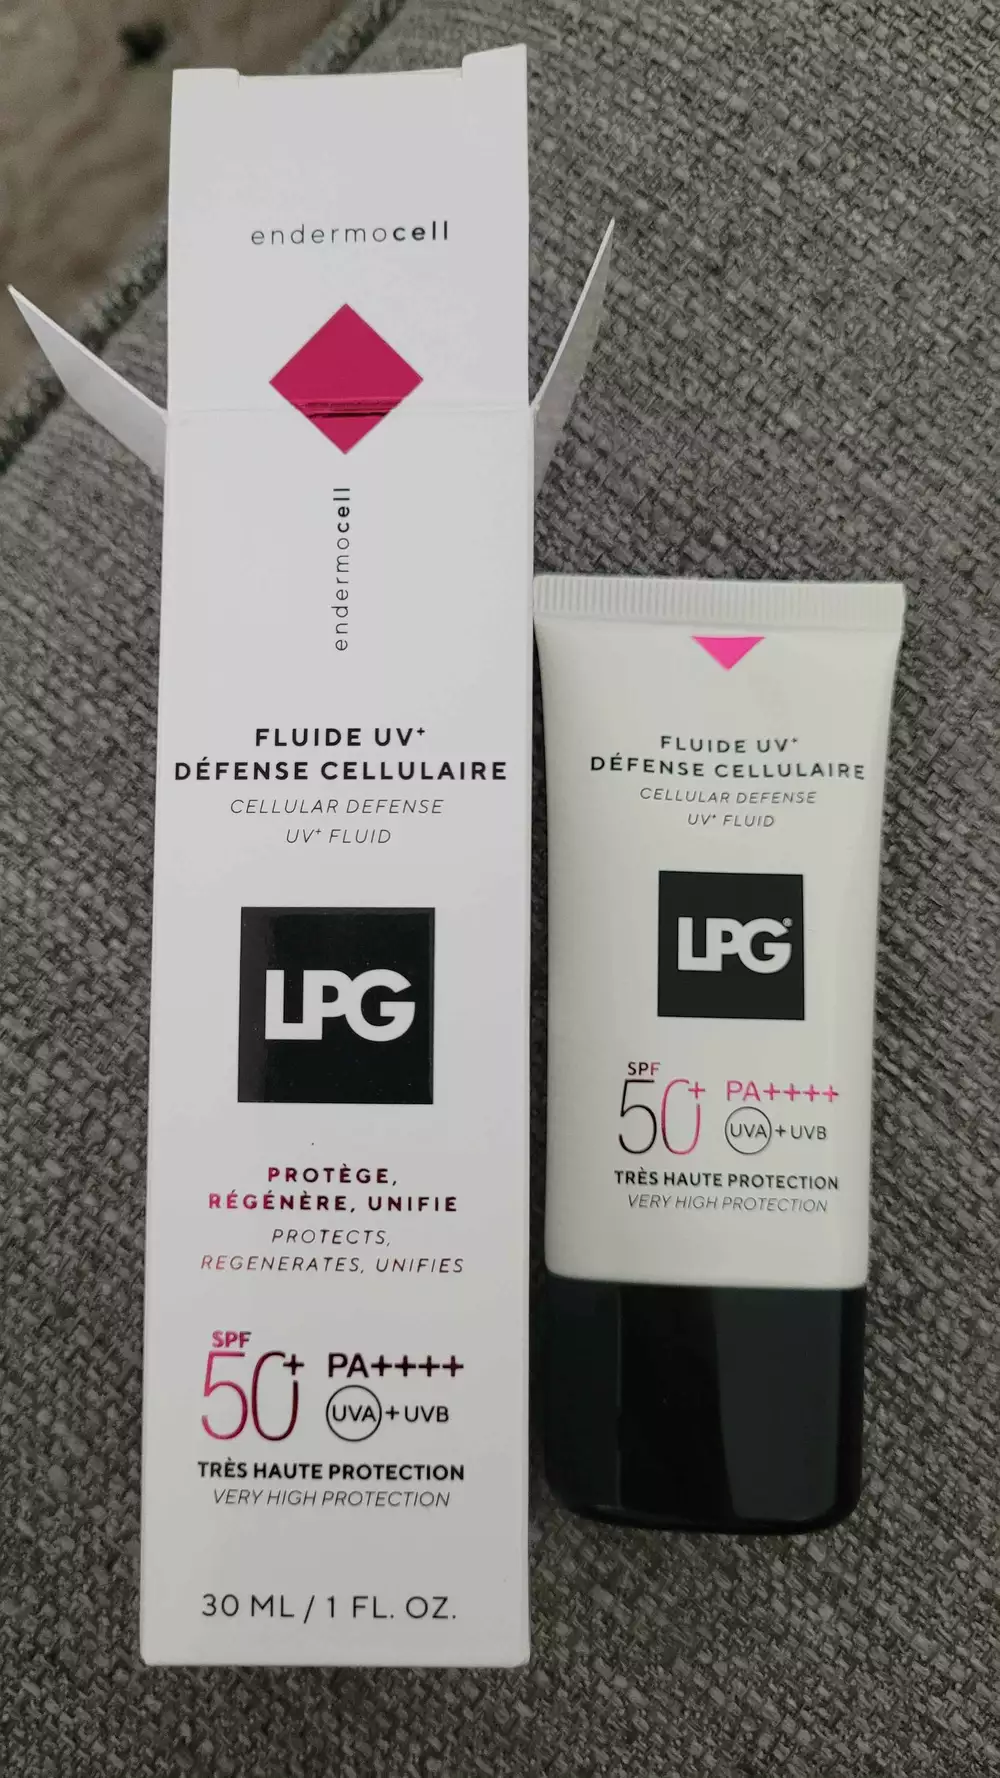 endermocell
endermocell
FLUIDE UV⁺
DÉFENSE CELLULAIRE
CELLULAR DEFENSE
UV⁺ FLUID
LPG
PROTÈGE,
RÉGÉNÈRE, UNIFIE
PROTECTS,
REGENERATES, UNIFIES
SPF
50⁺ PA++++
UVA+UVB
TRÈS HAUTE PROTECTION
VERY HIGH PROTECTION
30 ML / 1 FL. OZ.
FLUIDE UV⁺
DÉFENSE CELLULAIRE
CELLULAR DEFENSE
UV⁺ FLUID
LPG®
SPF
50⁺ PA++++
UVA+UVB
TRÈS HAUTE PROTECTION
VERY HIGH PROTECTION